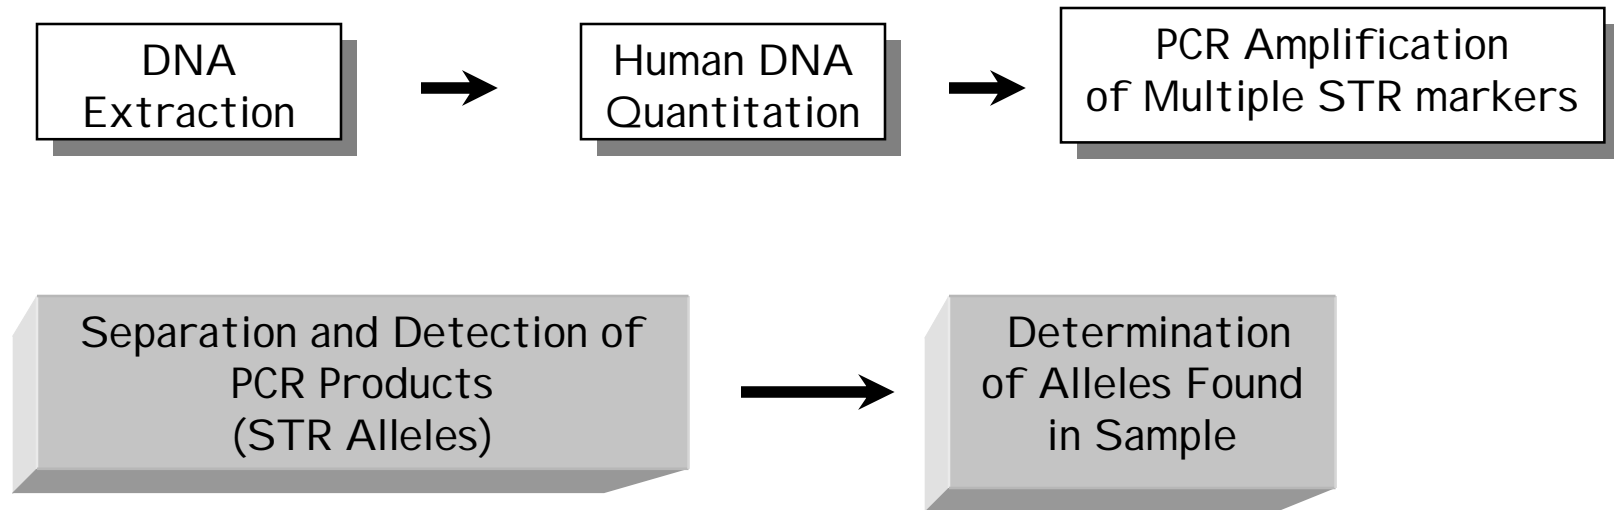 DNA
Extraction
Human DNA
Quantitation
PCR Amplification
of Multiple STR markers
Separation and Detection of
PCR Products
(STR Alleles)
Determination
of Alleles Found
in Sample